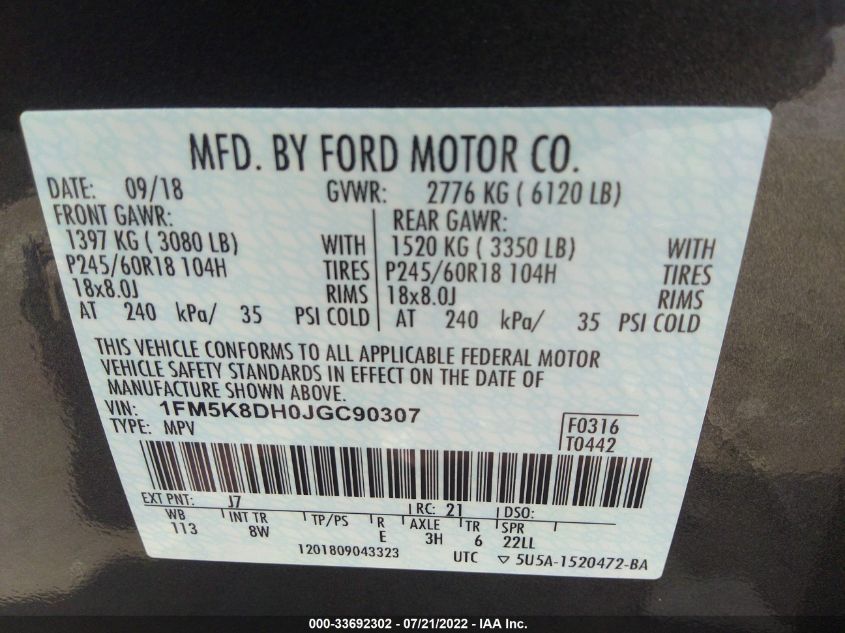 MFD. BY FORD MOTOR CO.
DATE: 09/18 GVWR: 2776 KG ( 6120 LB)
FRONT GAWR: REAR GAWR:
1397 KG ( 3080 LB) WITH 1520 KG ( 3350 LB) WITH
P245/60R18 104H TIRES P245/60R18 104H TIRES
18x8.0J RIMS 18x8.0J RIMS
AT 240 kPa/ 35 PSI COLD AT 240 kPa/ 35 PSI COLD
THIS VEHICLE CONFORMS TO ALL APPLICABLE FEDERAL MOTOR
VEHICLE SAFETY STANDARDS IN EFFECT ON THE DATE OF
MANUFACTURE SHOWN ABOVE.
VIN: 1FM5K8DH0JGC90307 F0316
TYPE: MPV T0442
EXT PNT: J7 RC: 21 DSO:
WB INT TR TP/PS R AXLE TR SPR
113 8W E 3H 6 22LL
1201809043323 UTC ▽ 5U5A-1520472-BA
000-33692302 - 07/21/2022 - IAA Inc.